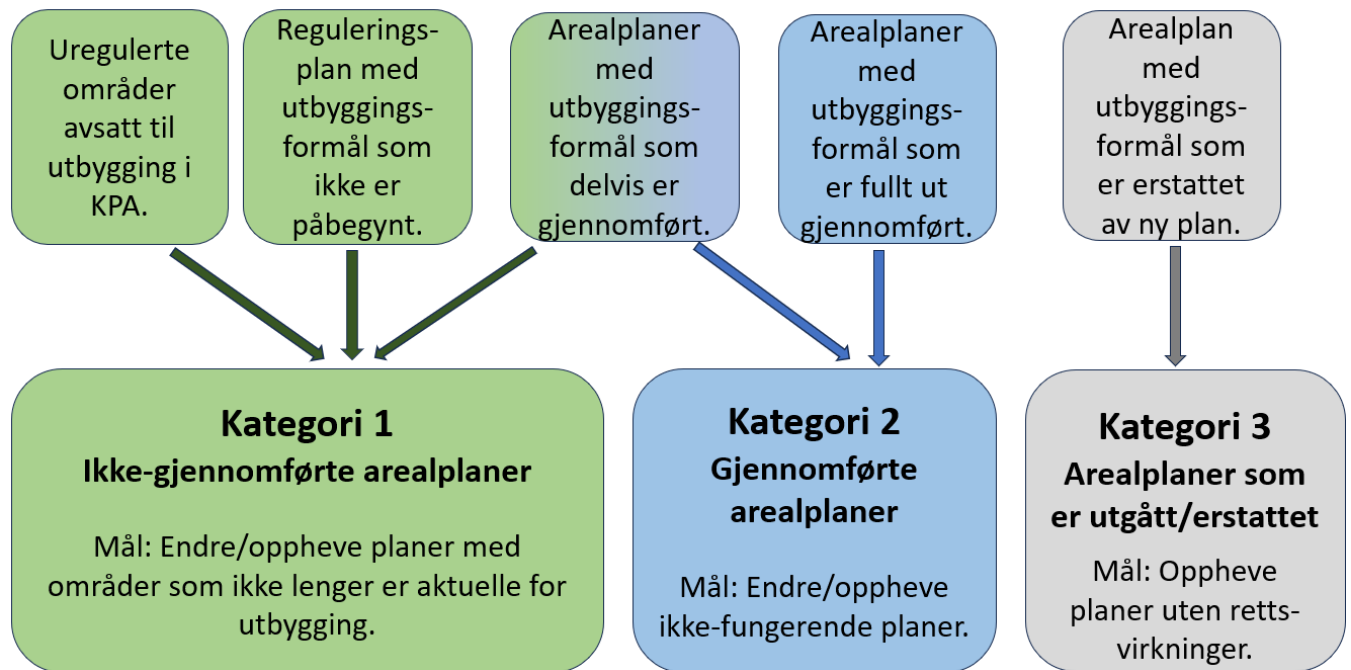 Uregulerte
områder
avsatt til
utbygging i
KPA.
Regulerings-
plan med
utbyggings-
formål som
ikke er
påbegynt.
Arealplaner
med
utbyggings-
formål som
delvis er
gjennomført.
Arealplaner
med
utbyggings-
formål som
er fullt ut
gjennomført.
Arealplan
med
utbyggings-
formål som
er erstattet
av ny plan.
Kategori 1
Ikke-gjennomførte arealplaner
Mål: Endre/oppheve planer med
områder som ikke lenger er aktuelle for
utbygging.
Kategori 2
Gjennomførte
arealplaner
Mål: Endre/oppheve
ikke-fungerende planer.
Kategori 3
Arealplaner som
er utgått/erstattet
Mål: Oppheve
planer uten retts-
virkninger.